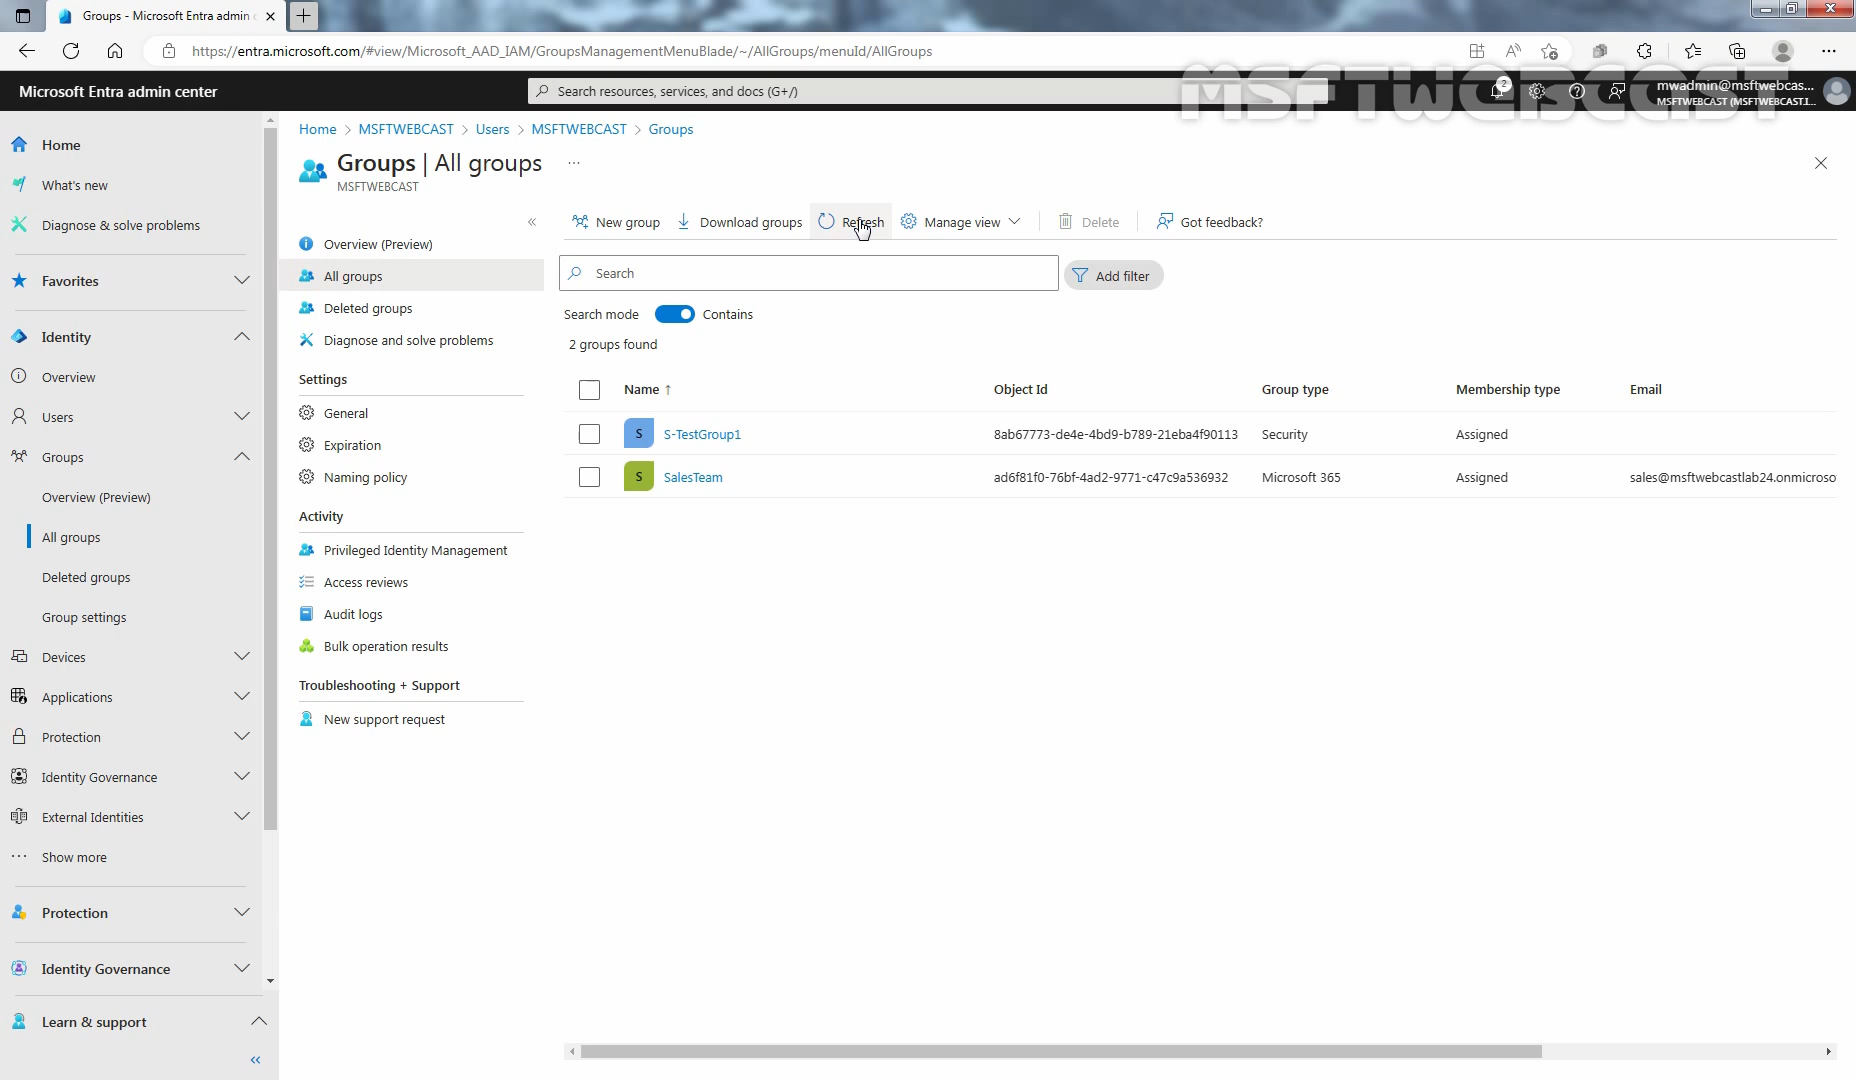 Groups - Microsoft Entra admin c
https://entra.microsoft.com/#view/Microsoft_AAD_IAM/GroupsManagementMenuBlade/~/AllGroups/menuId/AllGroups
MSFTWEBCAST
Microsoft Entra admin center
Search resources, services, and docs (G+/)
2
mwadmin@msftwebcas...
MSFTWEBCAST (MSFTWEBCAST.I...
Home
What's new
Diagnose & solve problems
Favorites
Identity
Overview
Users
Groups
Overview (Preview)
All groups
Deleted groups
Group settings
Devices
Applications
Protection
Identity Governance
External Identities
Show more
Protection
Identity Governance
Learn & support
Home > MSFTWEBCAST > Users > MSFTWEBCAST > Groups
Groups | All groups ...
MSFTWEBCAST
Overview (Preview)
All groups
Deleted groups
Diagnose and solve problems
Settings
General
Expiration
Naming policy
Activity
Privileged Identity Management
Access reviews
Audit logs
Bulk operation results
Troubleshooting + Support
New support request
New group Download groups Refresh Manage view Delete Got feedback?
Search
Add filter
Search mode Contains
2 groups found
Name ↑ Object Id Group type Membership type Email
S S-TestGroup1 8ab67773-de4e-4bd9-b789-21eba4f90113 Security Assigned
S SalesTeam ad6f81f0-76bf-4ad2-9771-c47c9a536932 Microsoft 365 Assigned sales@msftwebcastlab24.onmicroso